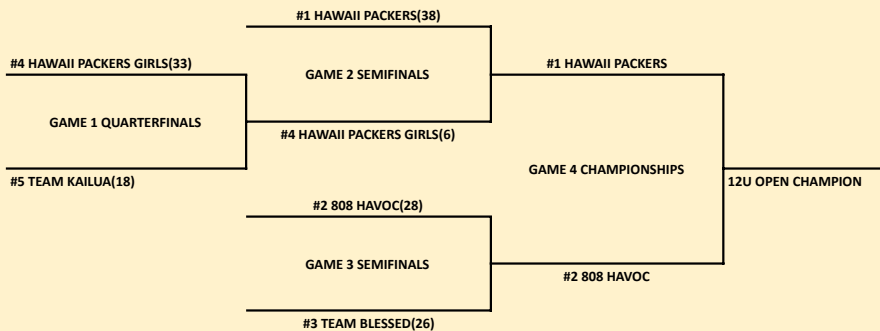 #1 HAWAII PACKERS(38)
#4 HAWAII PACKERS GIRLS(33)
#1 HAWAII PACKERS
GAME 2 SEMIFINALS
GAME 1 QUARTERFINALS
#4 HAWAII PACKERS GIRLS(6)
GAME 4 CHAMPIONSHIPS
#5 TEAM KAILUA(18)
12U OPEN CHAMPION
#2 808 HAVOC(28)
GAME 3 SEMIFINALS
#2 808 HAVOC
#3 TEAM BLESSED(26)